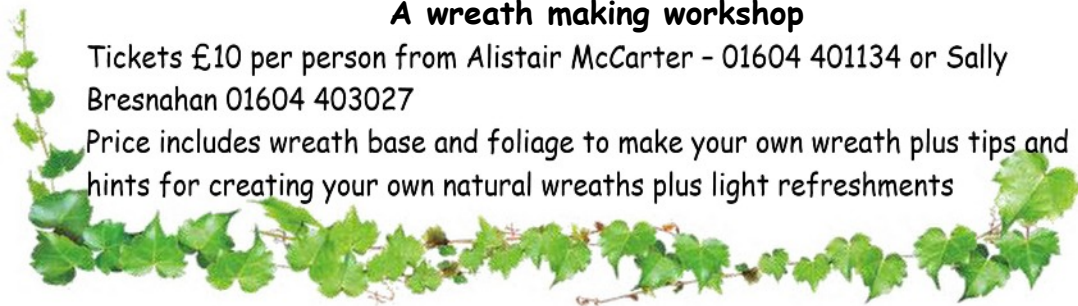 A wreath making workshop
Tickets £10 per person from Alistair McCarter – 01604 401134 or Sally
Bresnahan 01604 403027
Price includes wreath base and foliage to make your own wreath plus tips and
hints for creating your own natural wreaths plus light refreshments